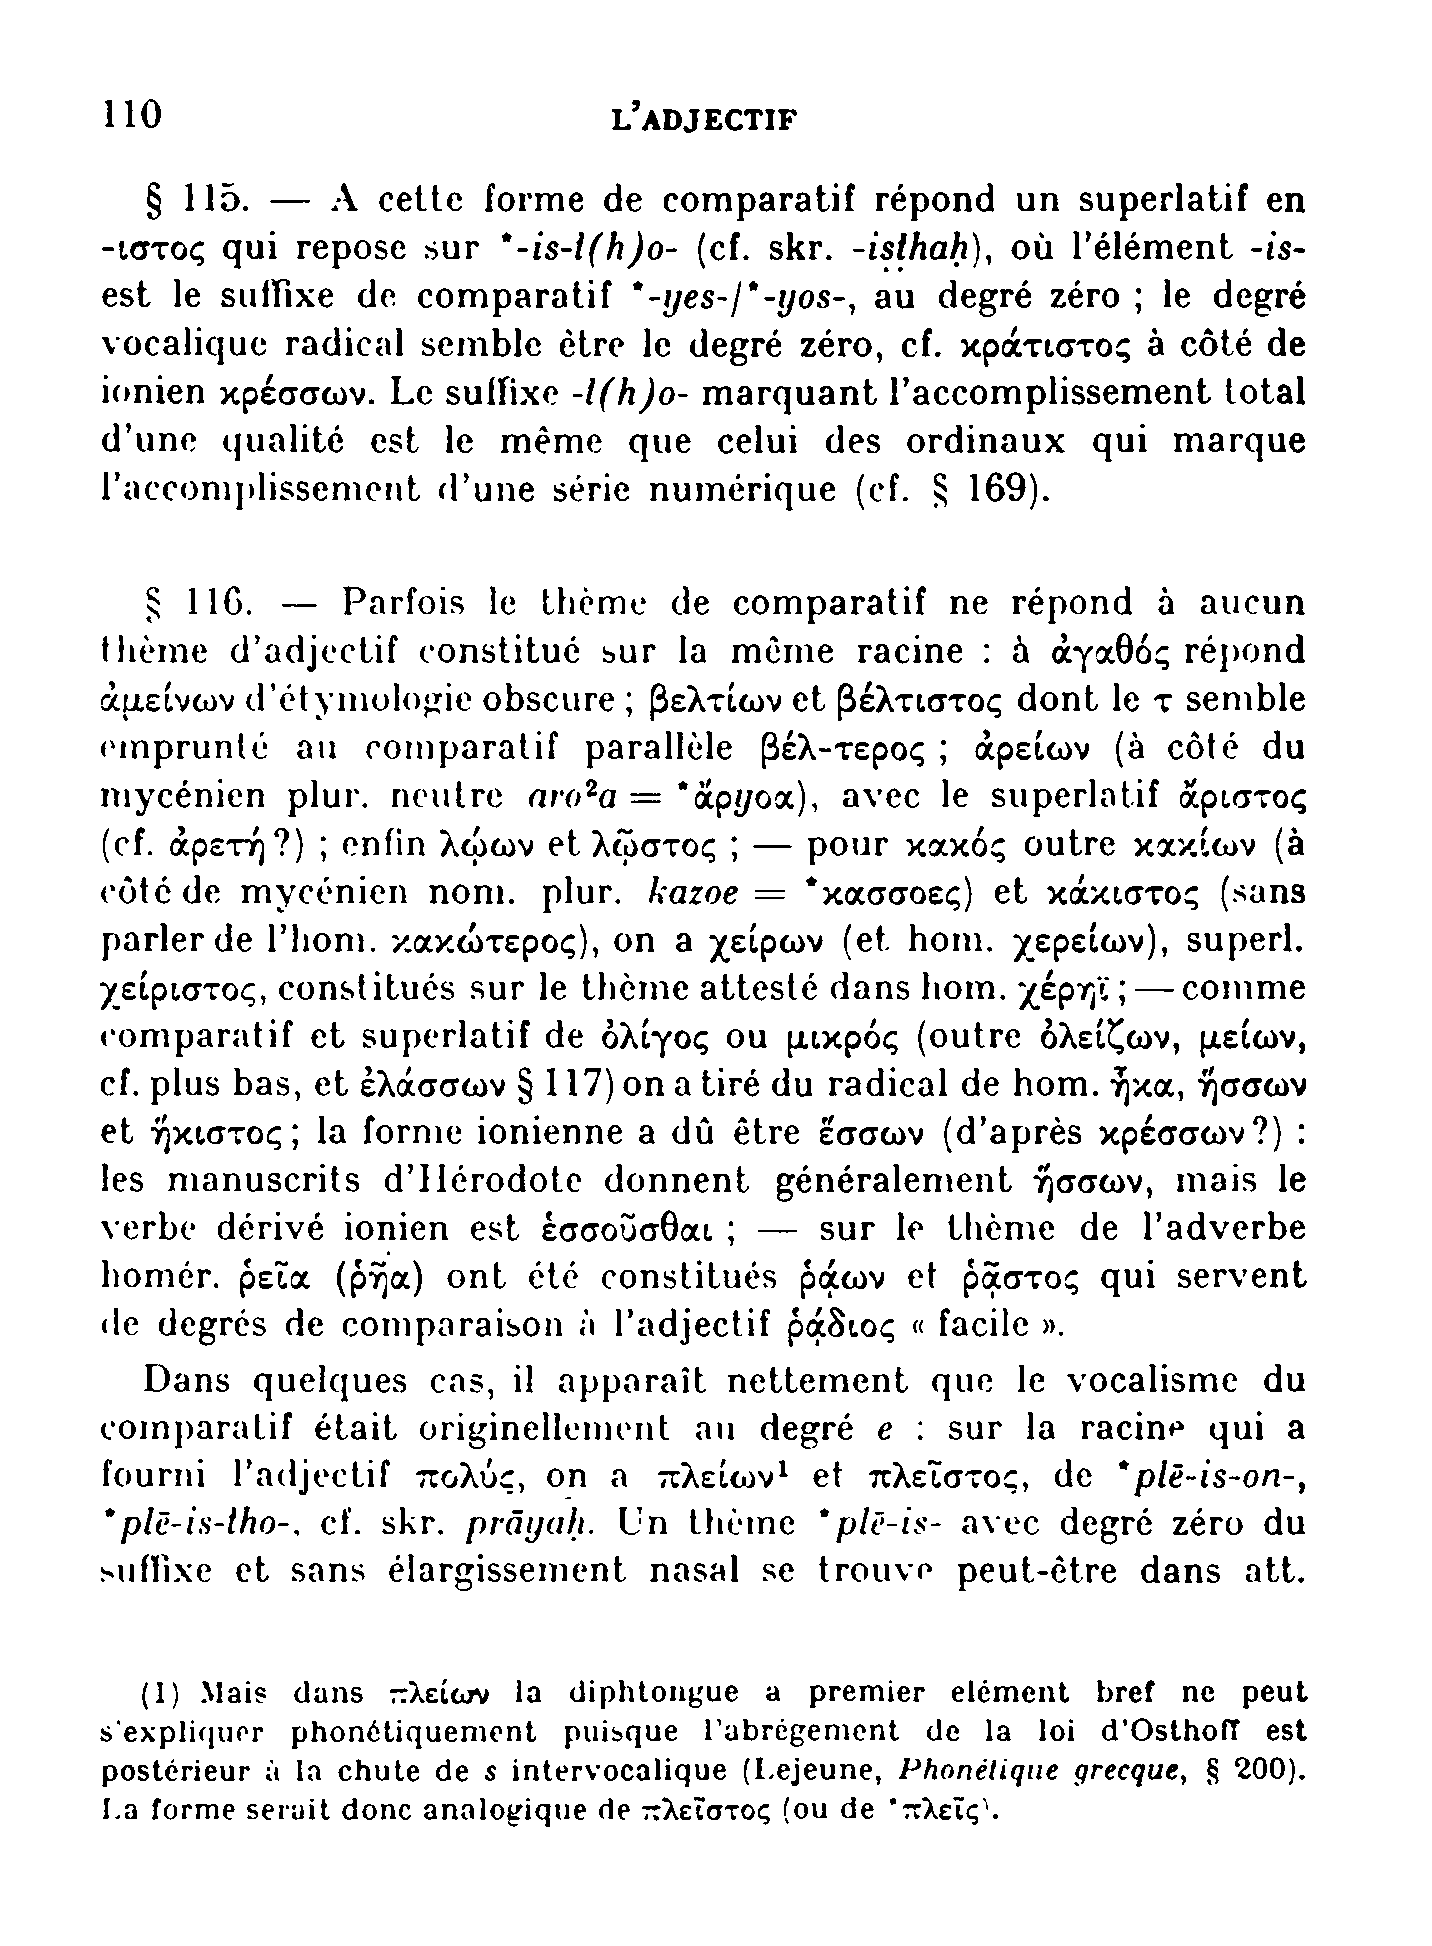 110 L'ADJECTIF
§ 115. — A cette forme de comparatif répond un superlatif en
-ιστος qui repose sur *-is-t(h)o- (cf. skr. -iṣṭhaḥ), où l'élément -is-
est le suffixe de comparatif *-yes-/*-yos-, au degré zéro ; le degré
vocalique radical semble être le degré zéro, cf. κράτιστος à côté de
ionien κρέσσων. Le suffixe -t(h)o- marquant l'accomplissement total
d'une qualité est le même que celui des ordinaux qui marque
l'accomplissement d'une série numérique (cf. § 169).
§ 116. — Parfois le thème de comparatif ne répond à aucun
thème d'adjectif constitué sur la même racine : à ἀγαθός répond
ἀμείνων d'étymologie obscure ; βελτίων et βέλτιστος dont le τ semble
emprunté au comparatif parallèle βέλ-τερος ; ἀρείων (à côté du
mycénien plur. neutre aro²a = *ἄρyοα), avec le superlatif ἄριστος
(cf. ἀρετή ?) ; enfin λῴων et λῷστος ; — pour κακός outre κακίων (à
côté de mycénien nom. plur. kazoe = *κασσοες) et κάκιστος (sans
parler de l'hom. κακώτερος), on a χείρων (et hom. χερείων), superl.
χείριστος, constitués sur le thème attesté dans hom. χέρηϊ ; — comme
comparatif et superlatif de ὀλίγος ou μικρός (outre ὀλείζων, μείων,
cf. plus bas, et ἐλάσσων § 117) on a tiré du radical de hom. ἦκα, ἥσσων
et ἥκιστος ; la forme ionienne a dû être ἕσσων (d'après κρέσσων ?) :
les manuscrits d'Hérodote donnent généralement ἥσσων, mais le
verbe dérivé ionien est ἑσσοῦσθαι ; — sur le thème de l'adverbe
homér. ῥεῖα (ῥῆα) ont été constitués ῥᾴων et ῥᾷστος qui servent
de degrés de comparaison à l'adjectif ῥᾴδιος « facile ».
Dans quelques cas, il apparaît nettement que le vocalisme du
comparatif était originellement au degré e : sur la racine qui a
fourni l'adjectif πολύς, on a πλείων¹ et πλεῖστος, de *plē-is-on-,
*plē-is-tho-, cf. skr. prāyaḥ. Un thème *plē-is- avec degré zéro du
suffixe et sans élargissement nasal se trouve peut-être dans att.
(1) Mais dans πλείων la diphtongue a premier elément bref ne peut
s'expliquer phonétiquement puisque l'abrégement de la loi d'Osthoff est
postérieur à la chute de s intervocalique (Lejeune, Phonétique grecque, § 200).
La forme serait donc analogique de πλεῖστος (ou de *πλεῖς).